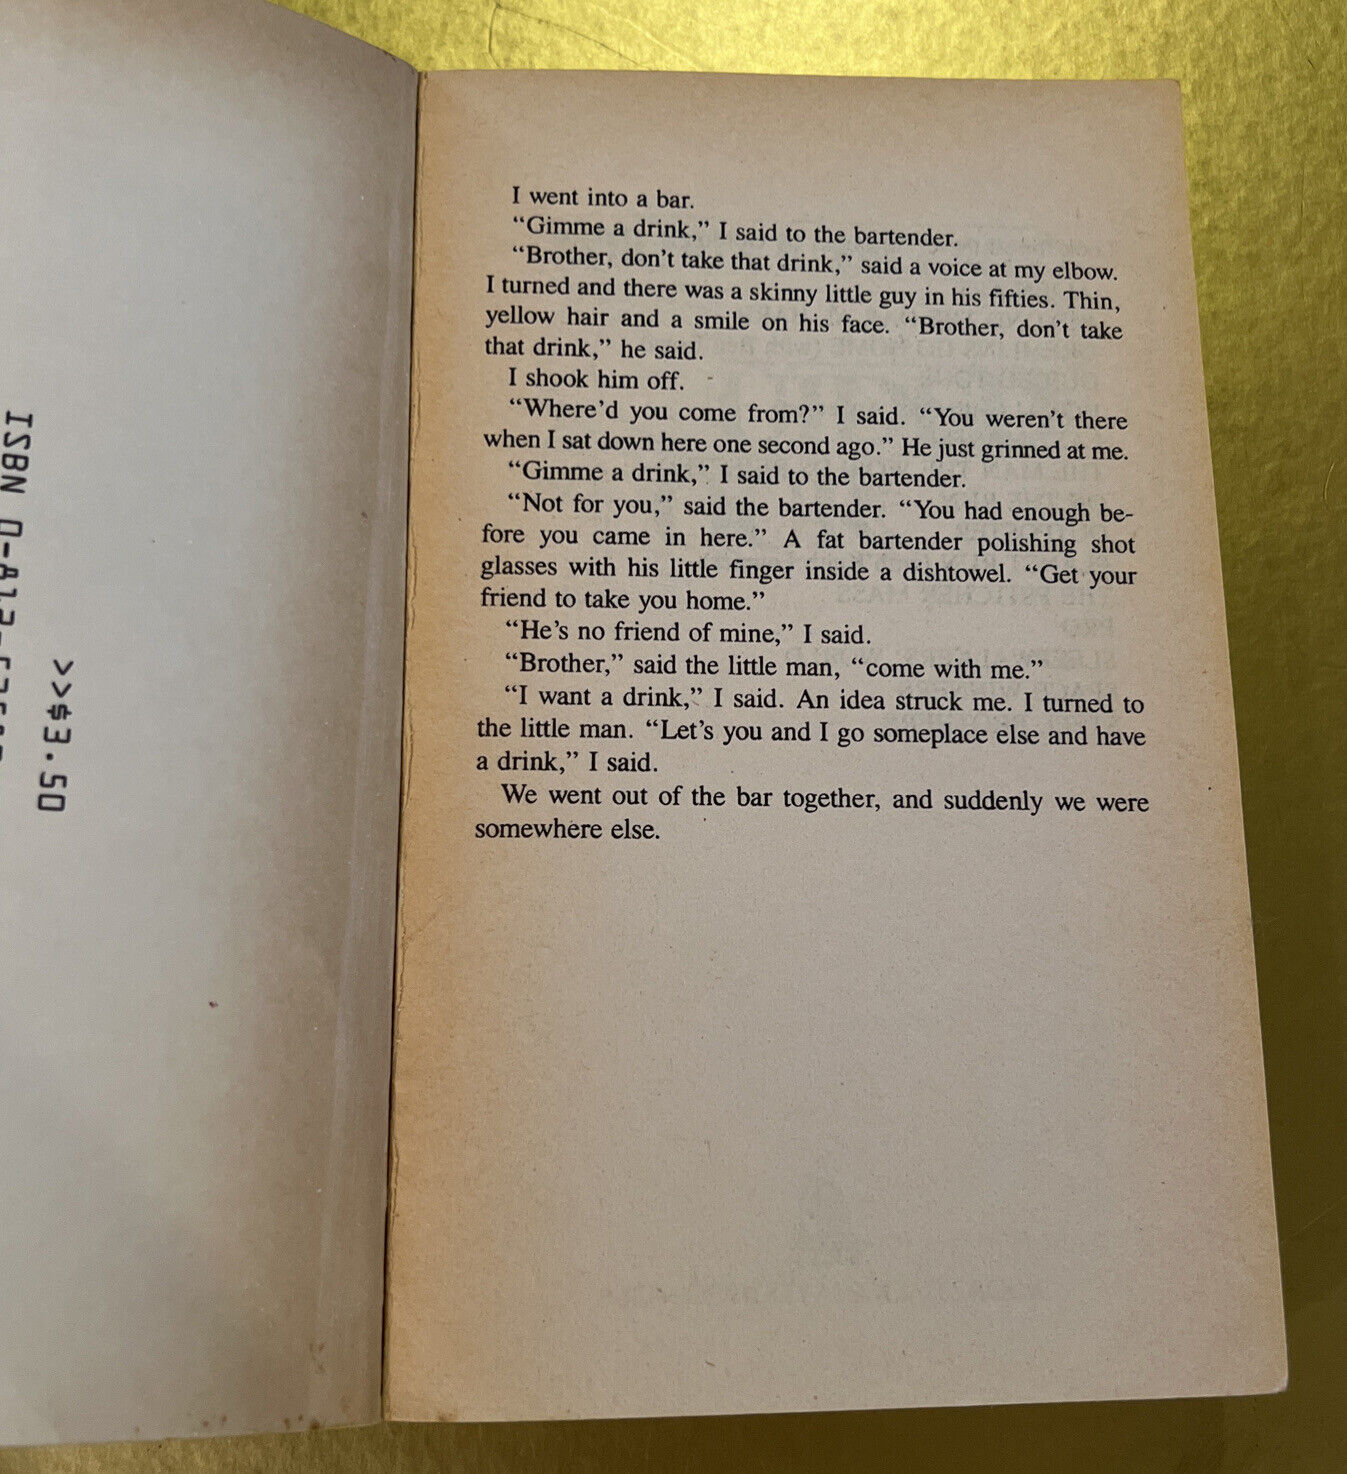 ISBN 0-812-
>>$3.50
I went into a bar.
“Gimme a drink,” I said to the bartender.
“Brother, don’t take that drink,” said a voice at my elbow.
I turned and there was a skinny little guy in his fifties. Thin,
yellow hair and a smile on his face. “Brother, don’t take
that drink,” he said.
I shook him off.
“Where’d you come from?” I said. “You weren’t there
when I sat down here one second ago.” He just grinned at me.
“Gimme a drink,” I said to the bartender.
“Not for you,” said the bartender. “You had enough be-
fore you came in here.” A fat bartender polishing shot
glasses with his little finger inside a dishtowel. “Get your
friend to take you home.”
“He’s no friend of mine,” I said.
“Brother,” said the little man, “come with me.”
“I want a drink,” I said. An idea struck me. I turned to
the little man. “Let’s you and I go someplace else and have
a drink,” I said.
We went out of the bar together, and suddenly we were
somewhere else.